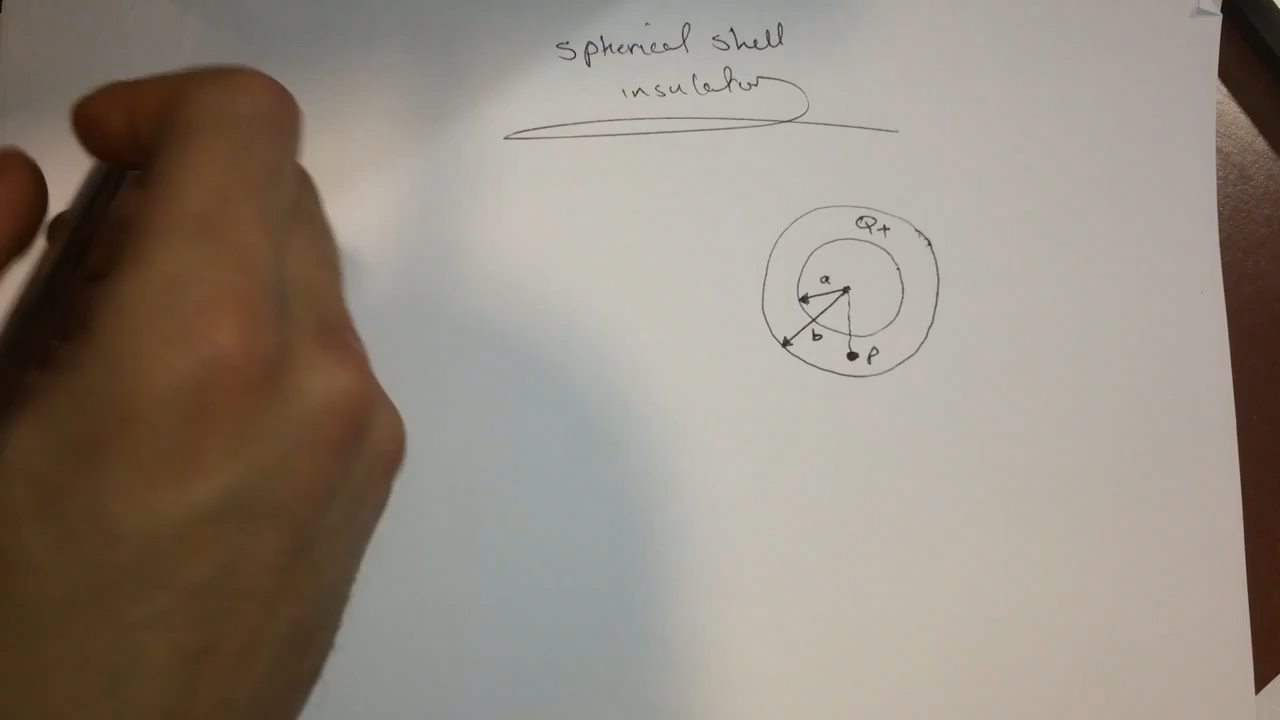 spherical shell
insulator
Q+
a
b
P